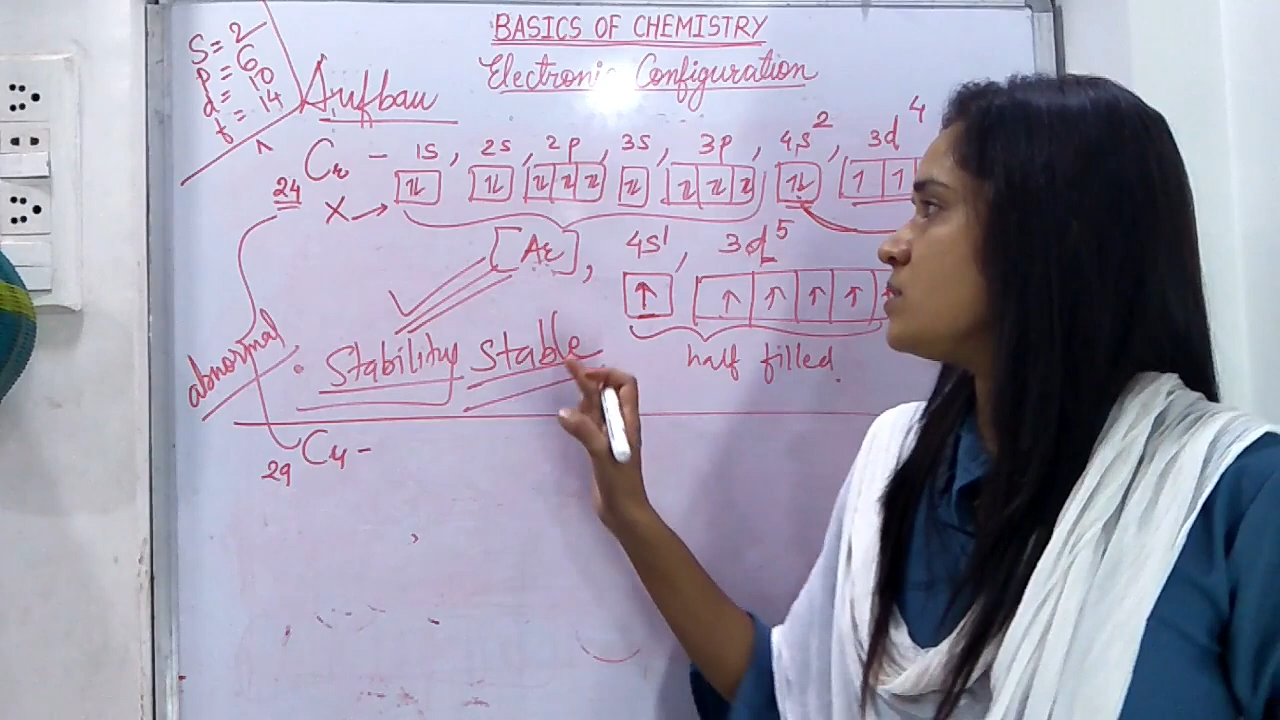 BASICS OF CHEMISTRY
Electronic Configuration
S = 2
p = 6
d = 10
f = 14
Aufbau
24 Cr - 1s, 2s, 2p, 3s, 3p, 4s², 3d⁴
X →
[Ar], 4s¹, 3d⁵
half filled.
abnormal
Stability Stable
29 Cu -